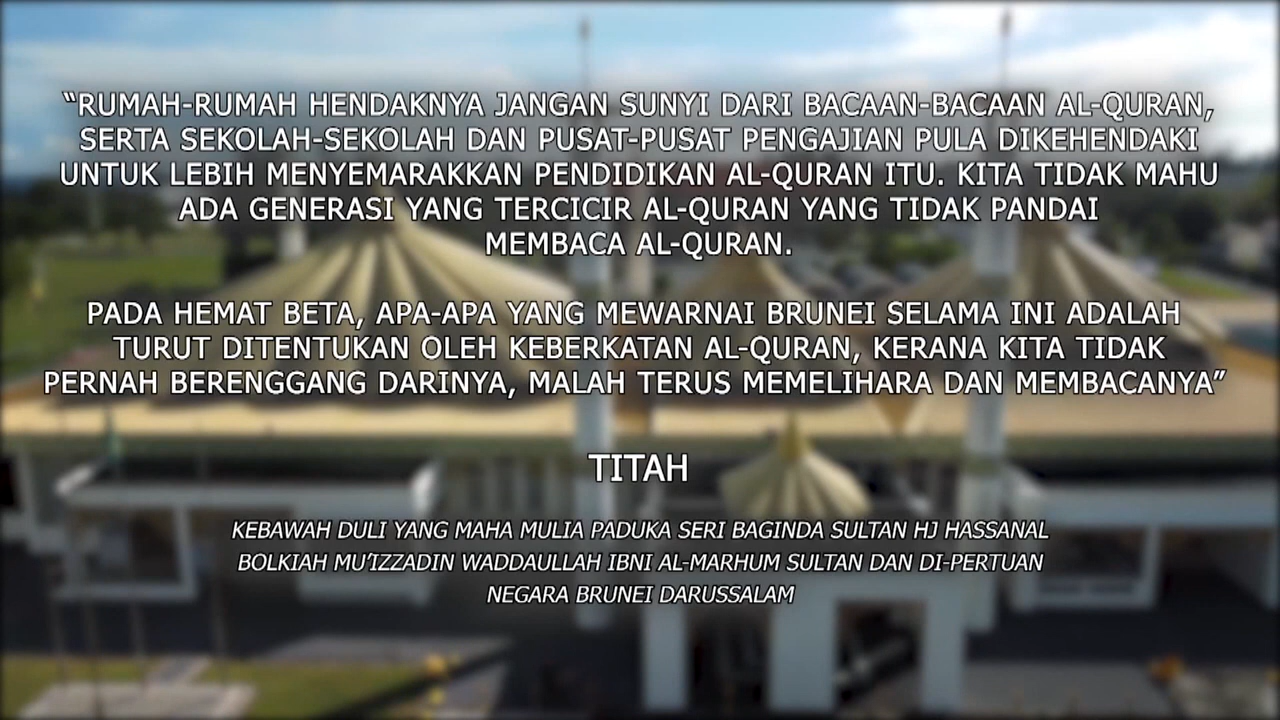 “RUMAH-RUMAH HENDAKNYA JANGAN SUNYI DARI BACAAN-BACAAN AL-QURAN,
SERTA SEKOLAH-SEKOLAH DAN PUSAT-PUSAT PENGAJIAN PULA DIKEHENDAKI
UNTUK LEBIH MENYEMARAKKAN PENDIDIKAN AL-QURAN ITU. KITA TIDAK MAHU
ADA GENERASI YANG TERCICIR AL-QURAN YANG TIDAK PANDAI
MEMBACA AL-QURAN.
PADA HEMAT BETA, APA-APA YANG MEWARNAI BRUNEI SELAMA INI ADALAH
TURUT DITENTUKAN OLEH KEBERKATAN AL-QURAN, KERANA KITA TIDAK
PERNAH BERENGGANG DARINYA, MALAH TERUS MEMELIHARA DAN MEMBACANYA”
TITAH
KEBAWAH DULI YANG MAHA MULIA PADUKA SERI BAGINDA SULTAN HJ HASSANAL
BOLKIAH MU’IZZADIN WADDAULLAH IBNI AL-MARHUM SULTAN DAN DI-PERTUAN
NEGARA BRUNEI DARUSSALAM